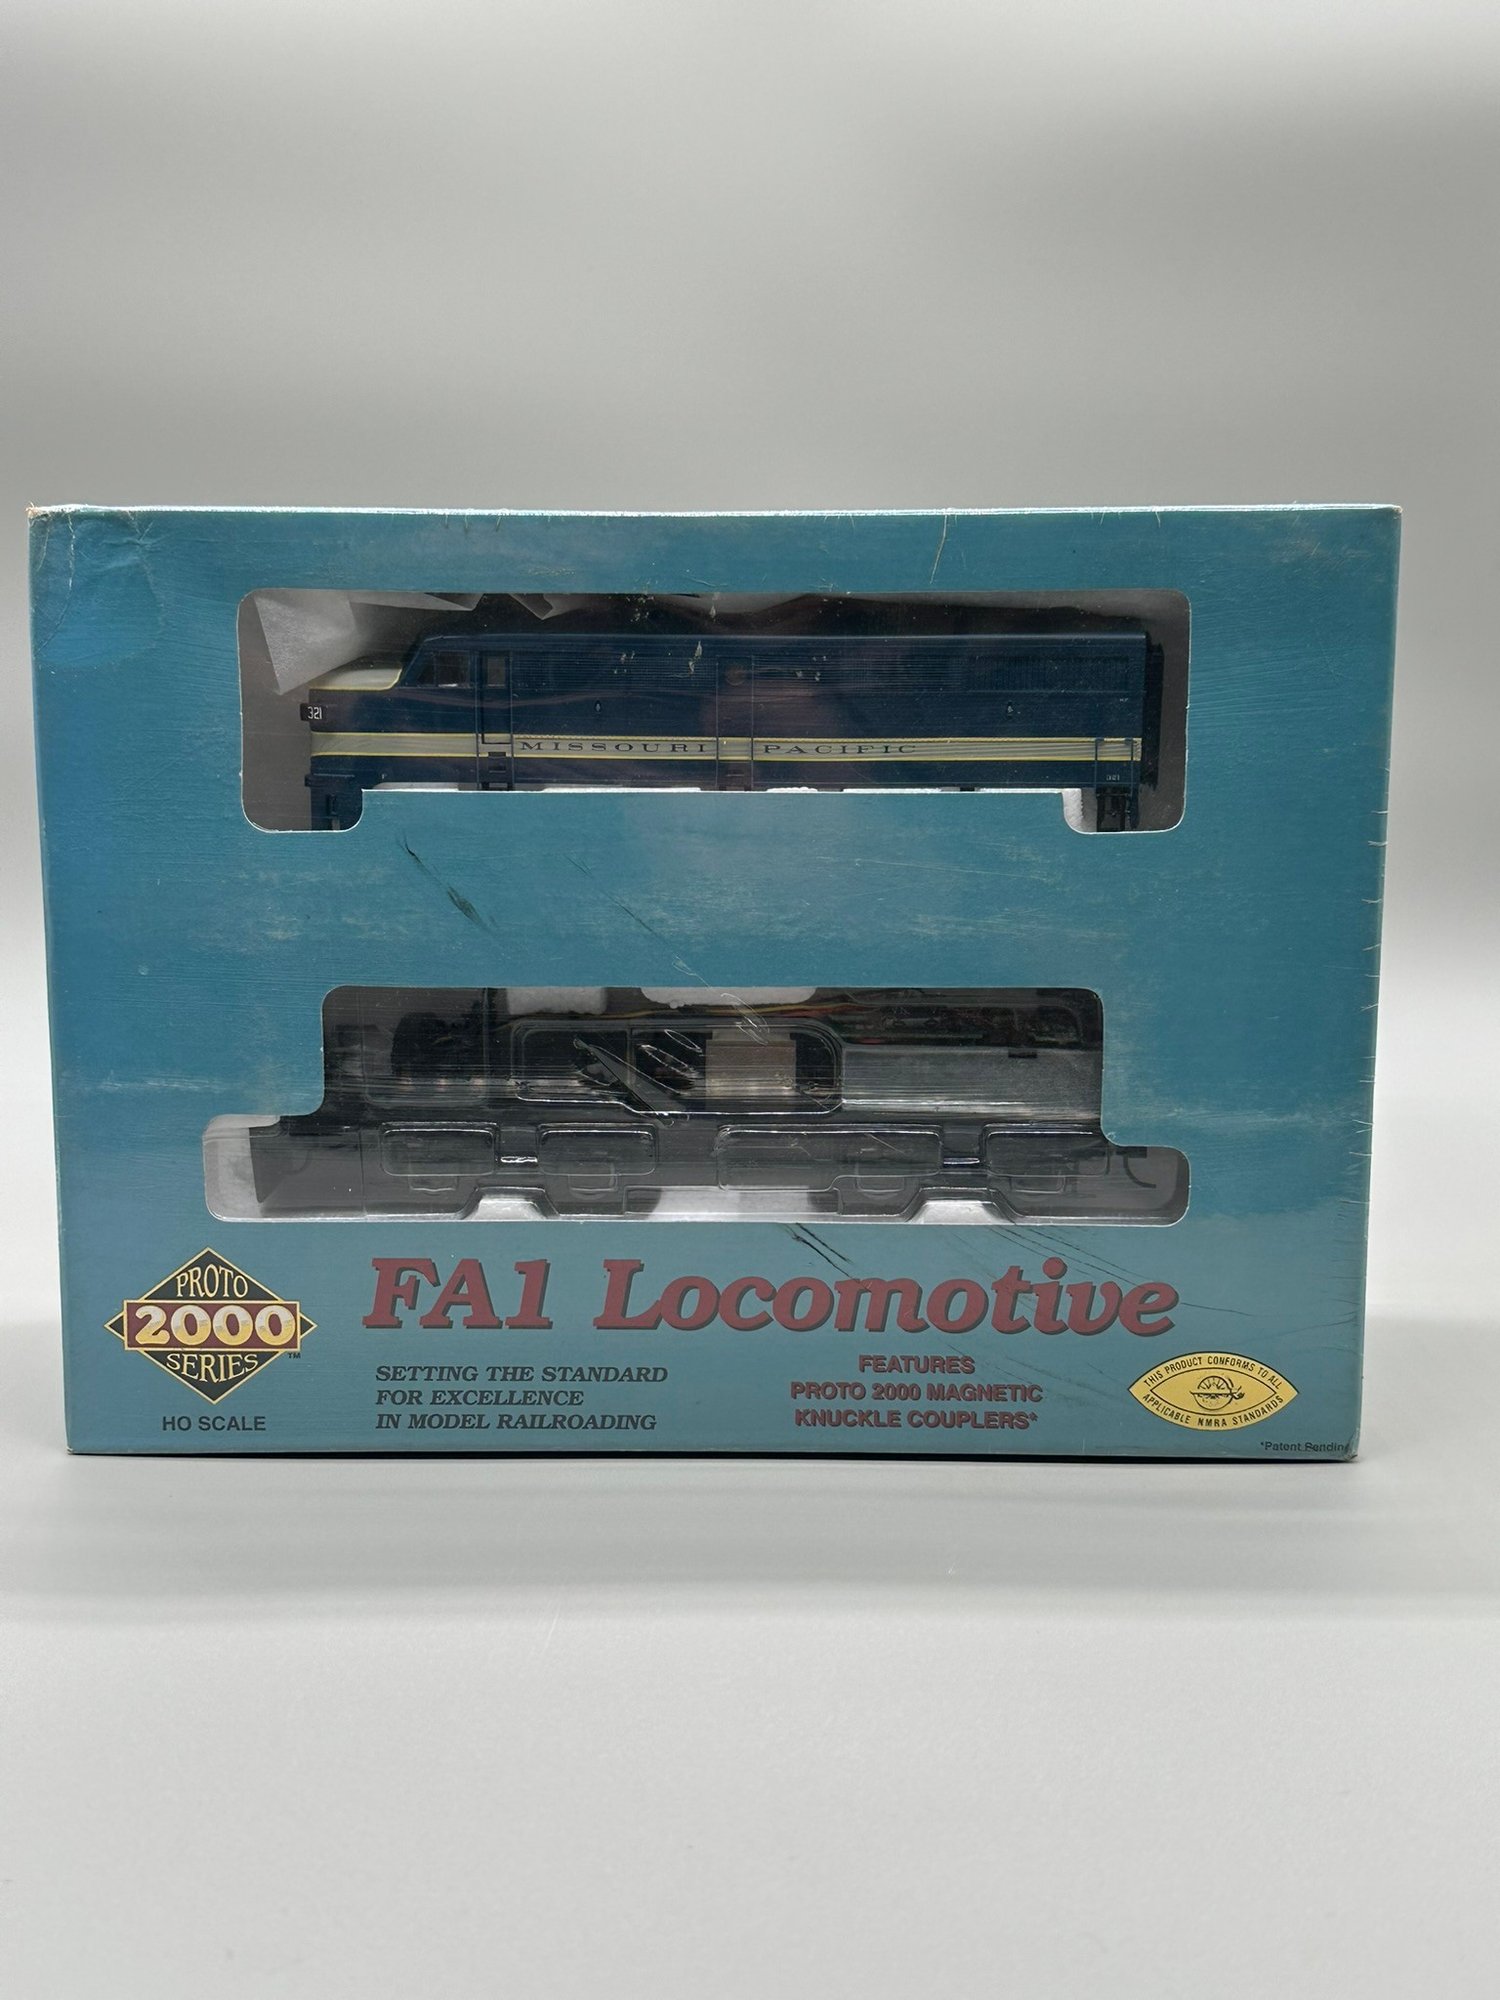 321
MISSOURI PACIFIC
321
PROTO
2000
SERIES
TM
HO SCALE
FA1 Locomotive
SETTING THE STANDARD
FOR EXCELLENCE
IN MODEL RAILROADING
FEATURES
PROTO 2000 MAGNETIC
KNUCKLE COUPLERS*
THIS PRODUCT CONFORMS TO ALL
APPLICABLE NMRA STANDARDS
*Patent Pending